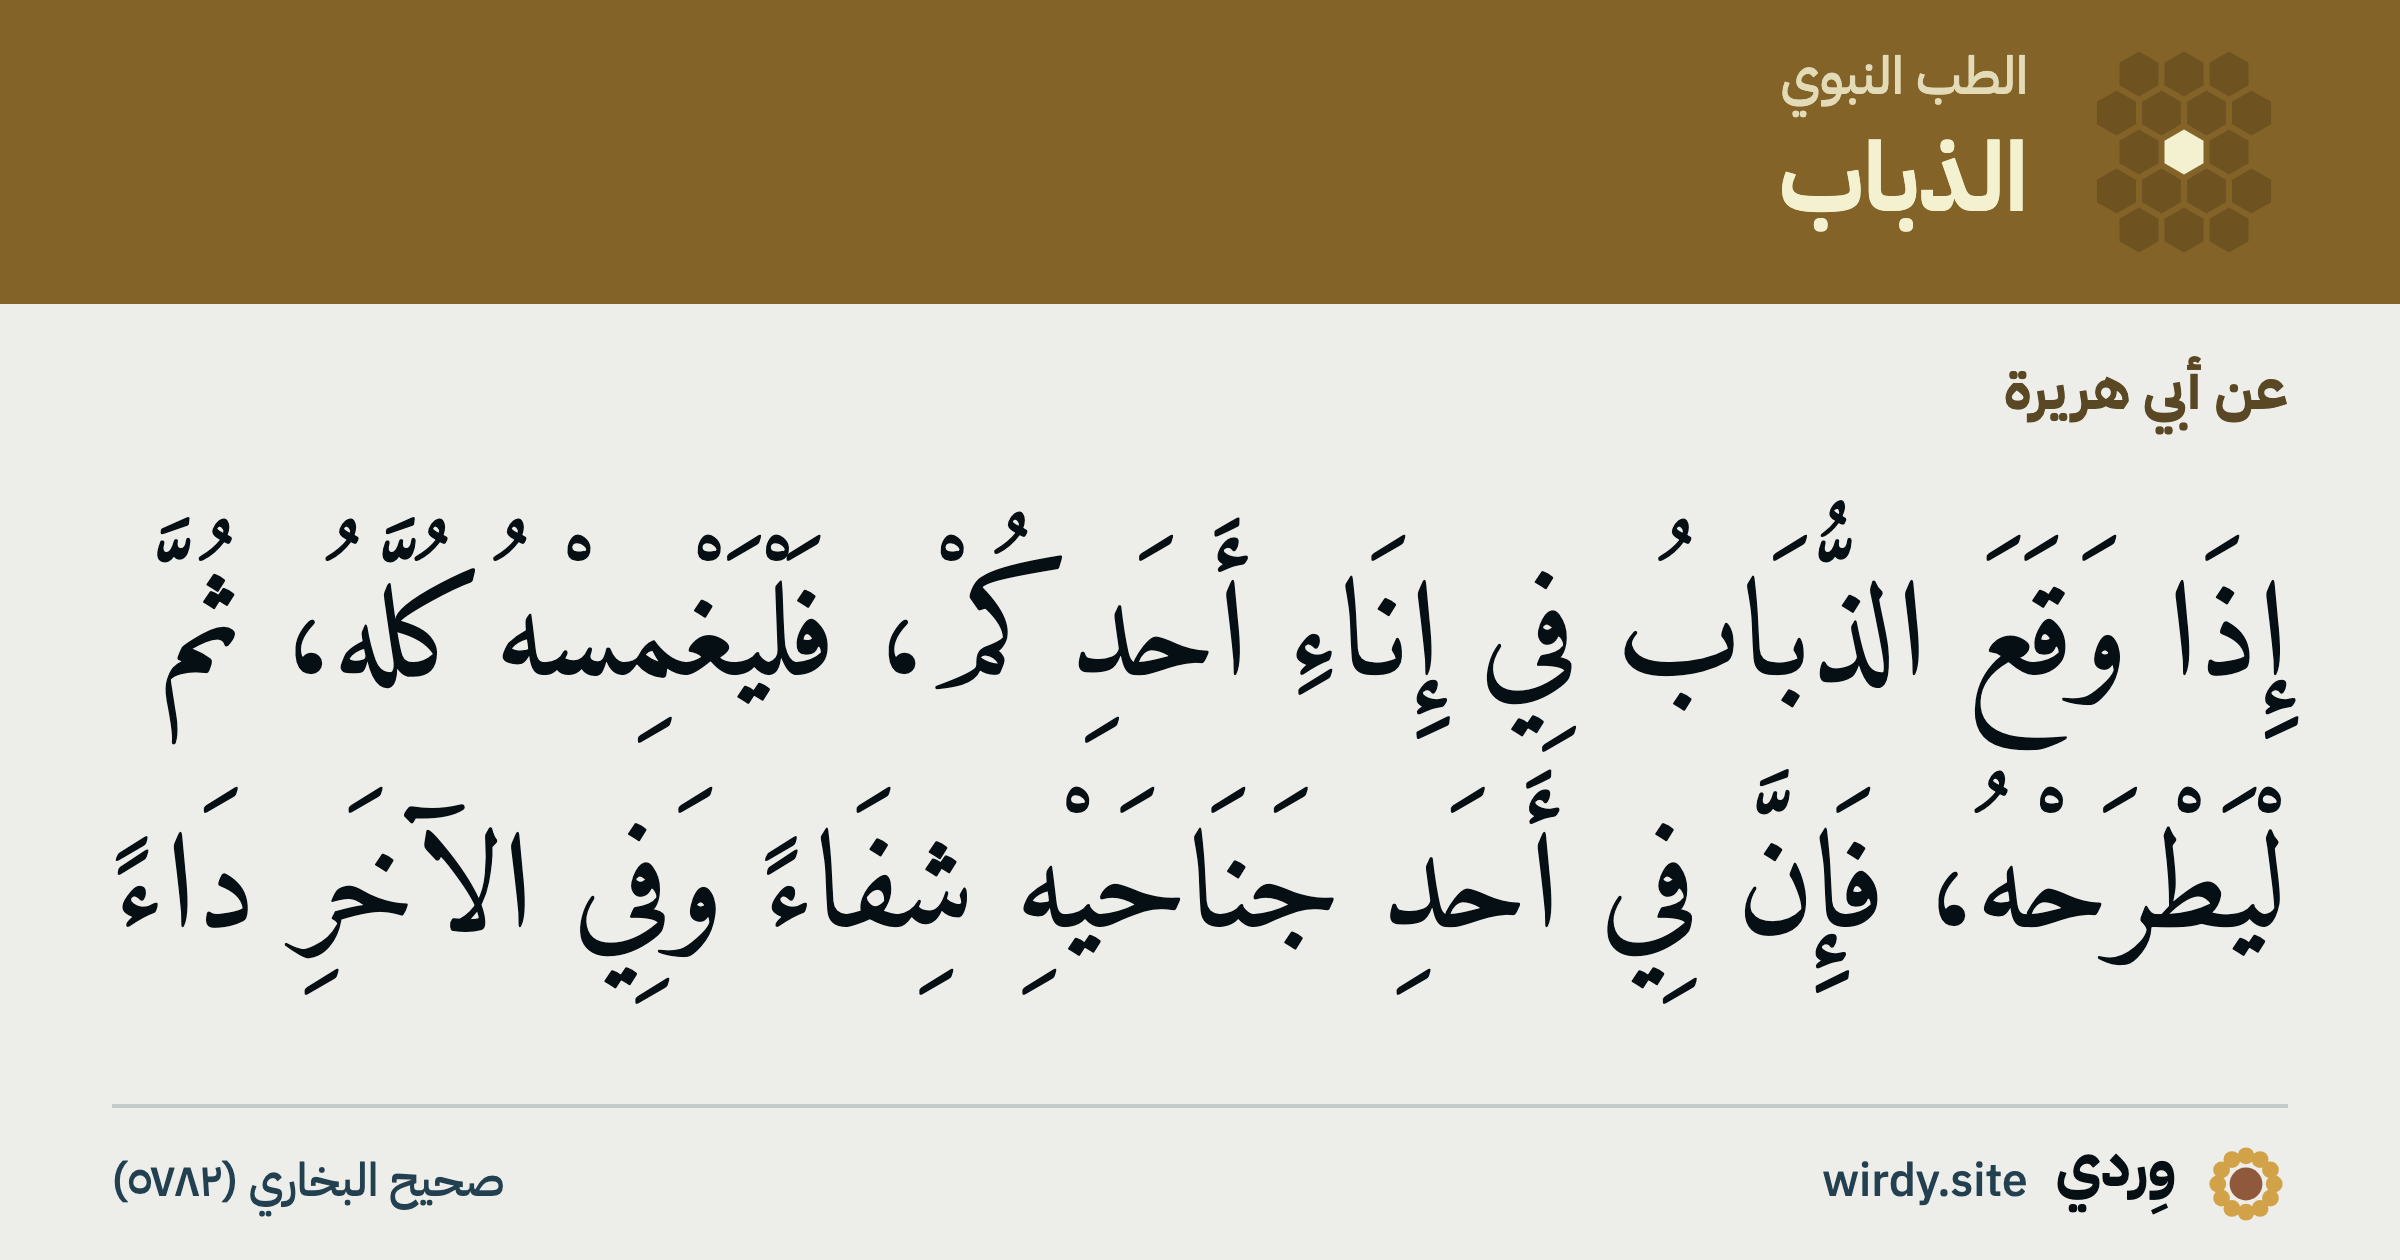 الطب النبوي
الذباب
عن أبي هريرة
إِذَا وَقَعَ الذُّبَابُ فِي إِنَاءِ أَحَدِكُمْ، فَلْيَغْمِسْهُ كُلَّهُ، ثُمَّ
لْيَطْرَحْهُ، فَإِنَّ فِي أَحَدِ جَنَاحَيْهِ شِفَاءً وَفِي الآخَرِ دَاءً
وِردي wirdy.site
صحيح البخاري (٥٧٨٢)